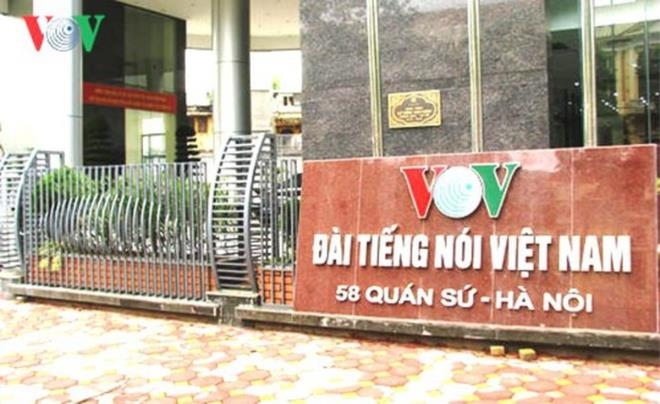 VOV
VOV
ĐÀI TIẾNG NÓI VIỆT NAM
58 QUÁN SỨ - HÀ NỘI